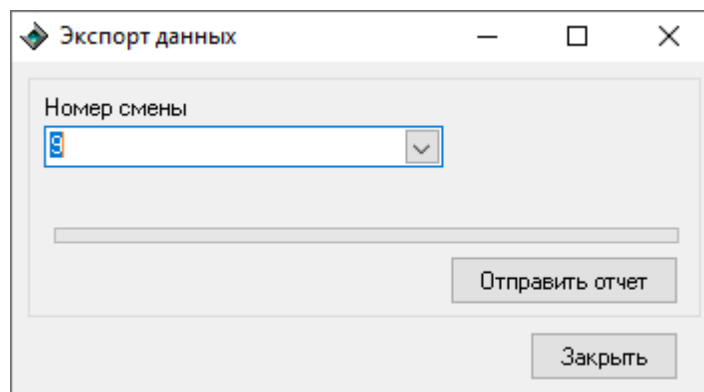 Экспорт данных
Номер смены
9
Отправить отчет
Закрыть